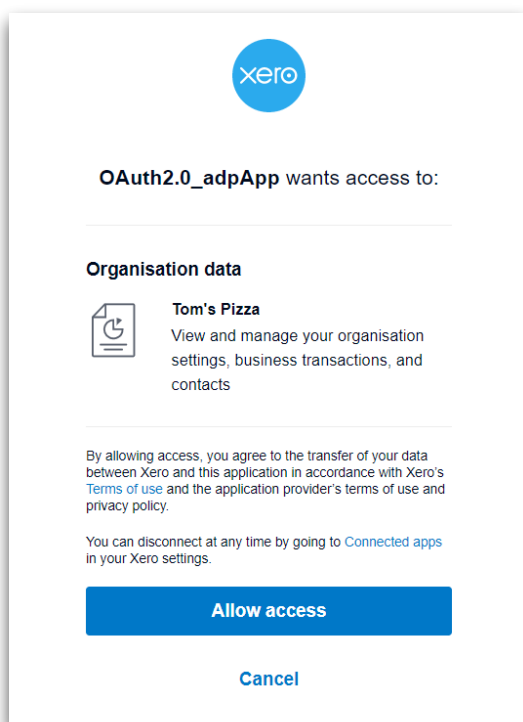 xero
OAuth2.0_adpApp wants access to:
Organisation data
Tom's Pizza
View and manage your organisation
settings, business transactions, and
contacts
By allowing access, you agree to the transfer of your data
between Xero and this application in accordance with Xero's
Terms of use and the application provider's terms of use and
privacy policy.
You can disconnect at any time by going to Connected apps
in your Xero settings.
Allow access
Cancel